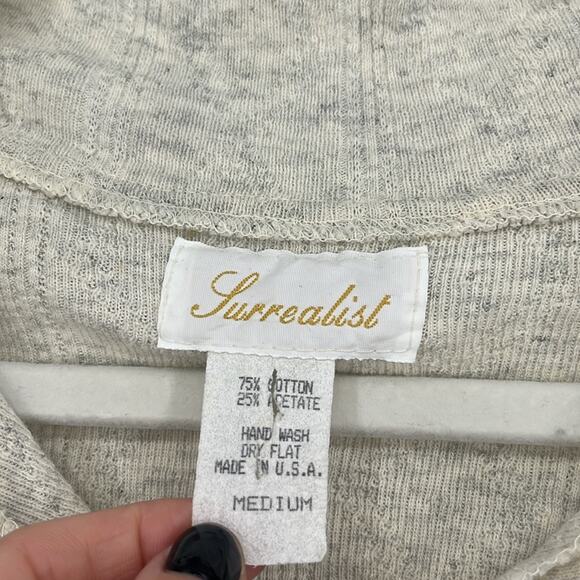 Surrealist
75% COTTON
25% ACETATE
HAND WASH
DRY FLAT
MADE IN U.S.A.
MEDIUM